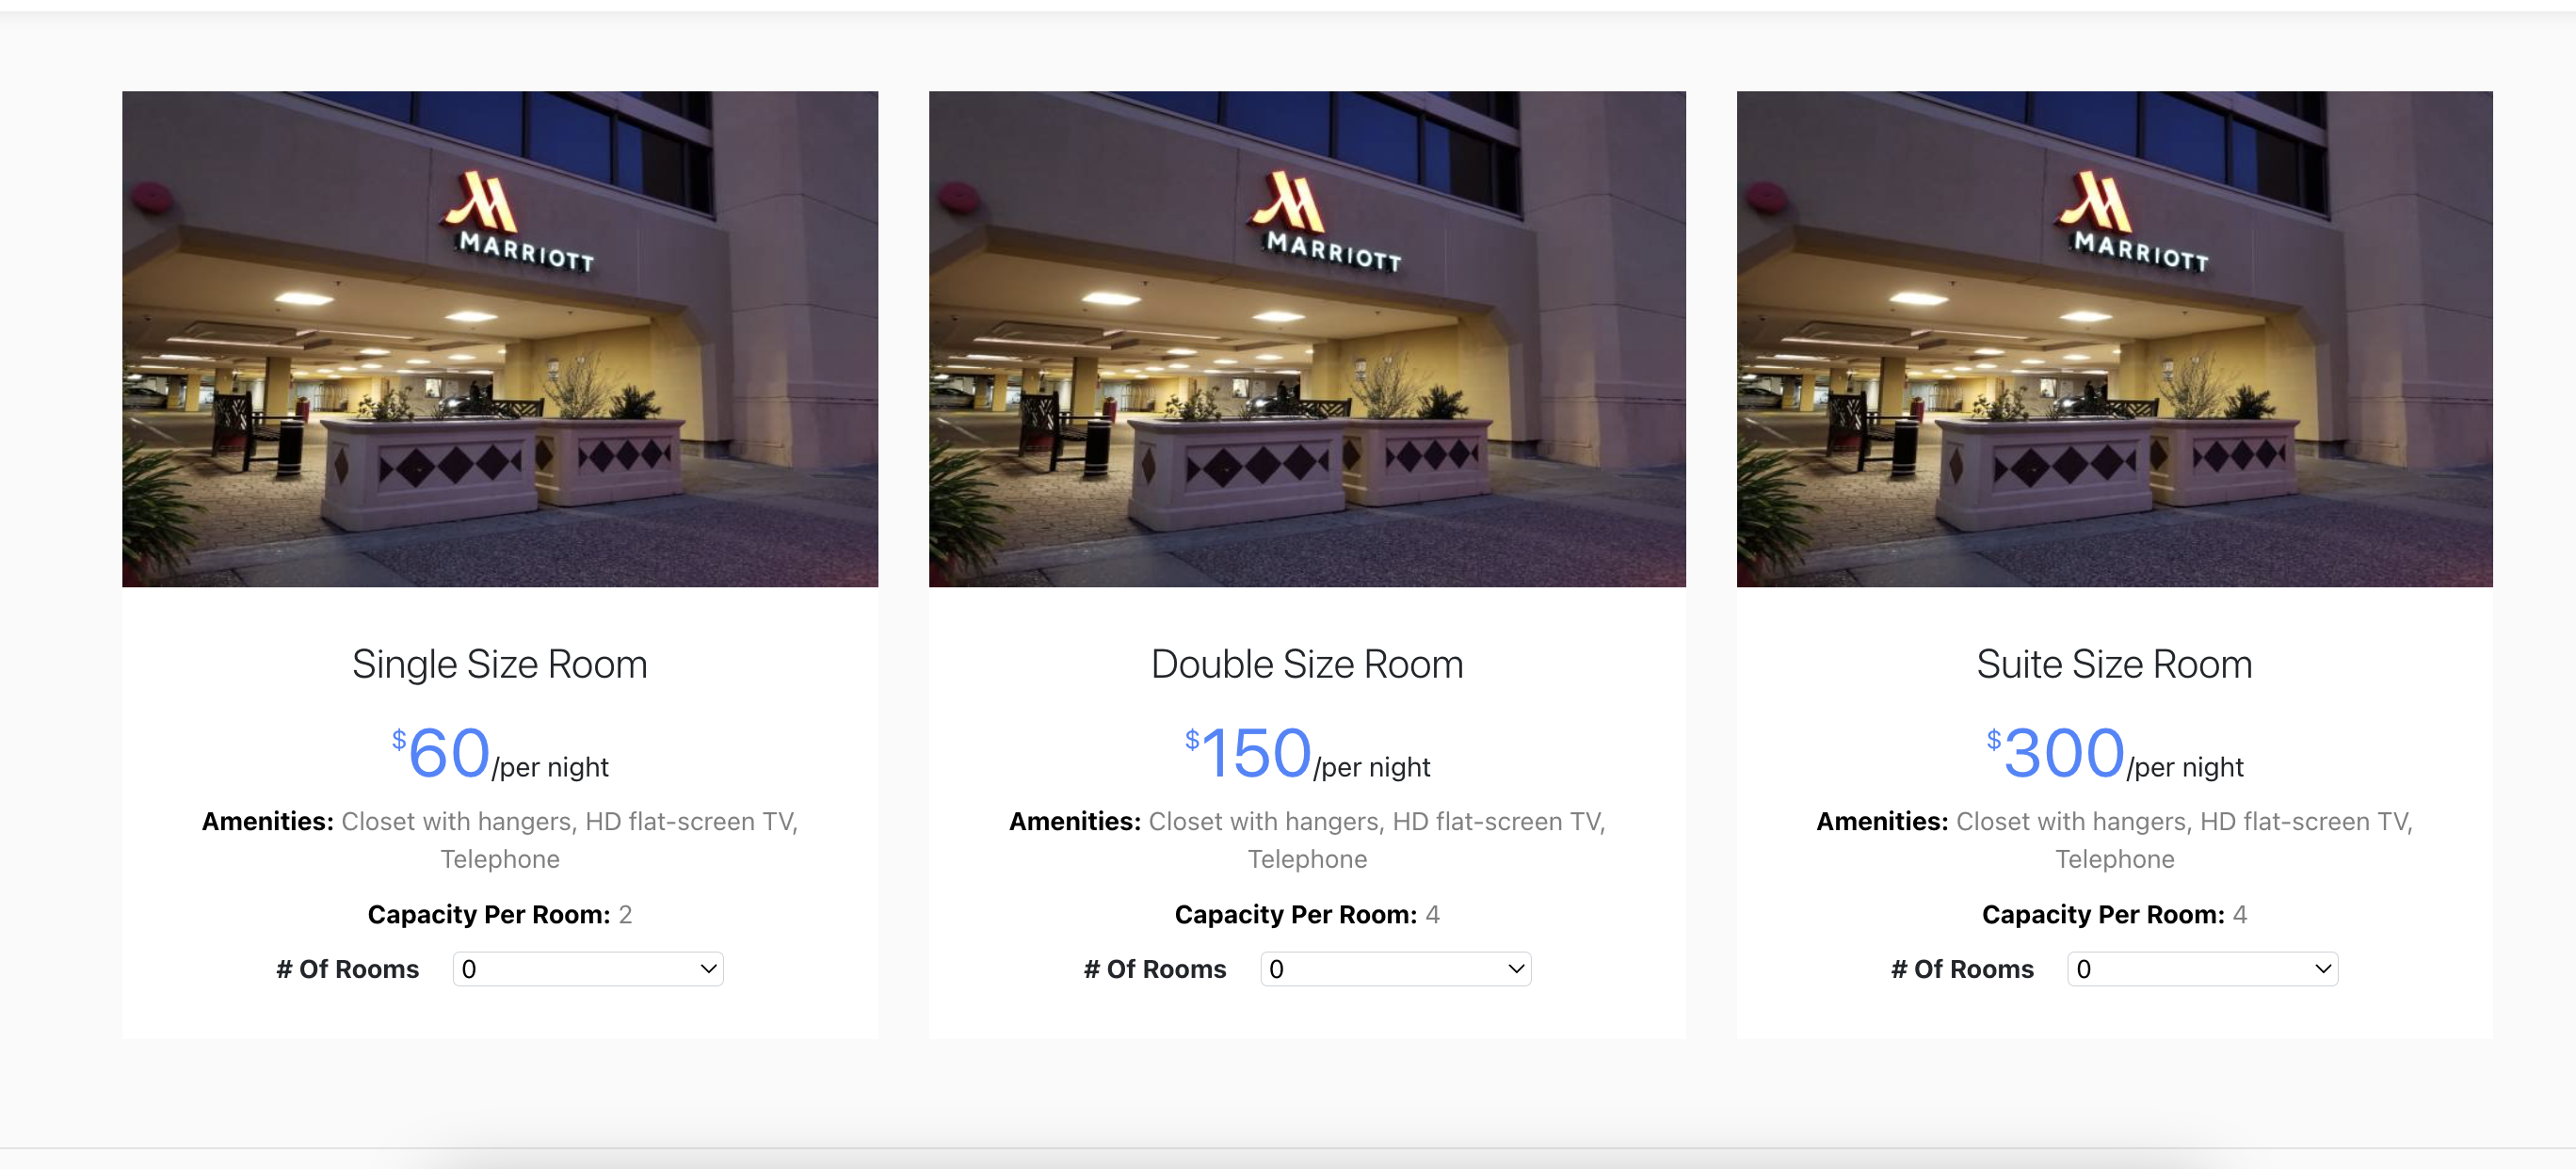 MARRIOTT
Single Size Room
$60/per night
Amenities: Closet with hangers, HD flat-screen TV,
Telephone
Capacity Per Room: 2
# Of Rooms 0
MARRIOTT
Double Size Room
$150/per night
Amenities: Closet with hangers, HD flat-screen TV,
Telephone
Capacity Per Room: 4
# Of Rooms 0
MARRIOTT
Suite Size Room
$300/per night
Amenities: Closet with hangers, HD flat-screen TV,
Telephone
Capacity Per Room: 4
# Of Rooms 0